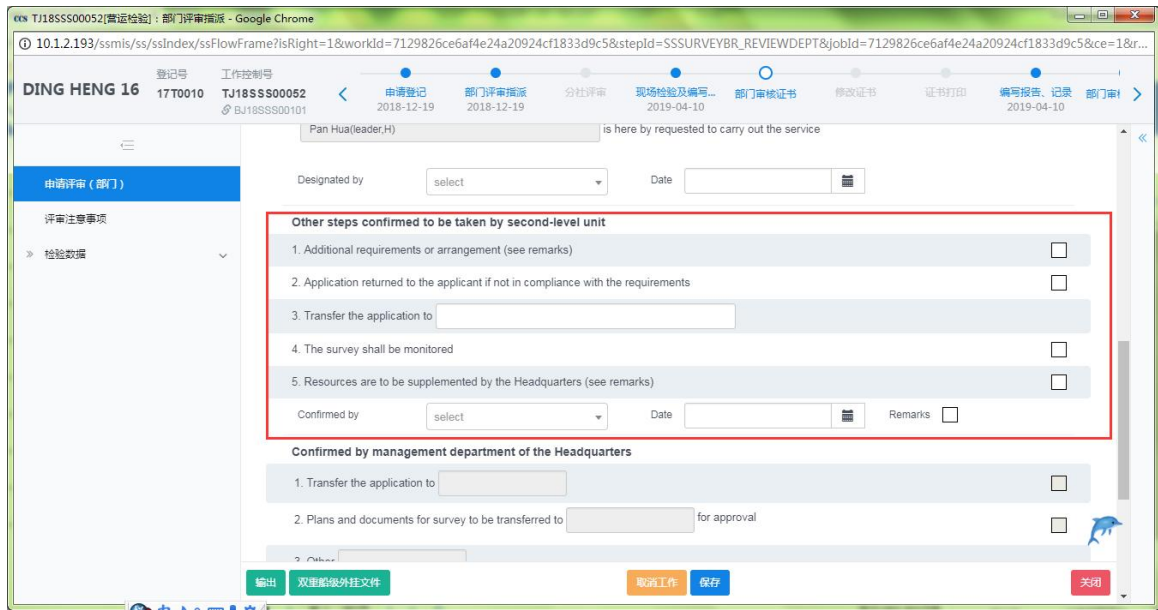 TJ18SSS00052[营运检验] : 部门评审指派 - Google Chrome
10.1.2.193/ssmis/ss/ssIndex/ssFlowFrame?isRight=1&workId=7129826ce6af4e24a20924cf1833d9c5&stepId=SSSURVEYBR_REVIEWDEPT&jobId=7129826ce6af4e24a20924cf1833d9c5&ce=1&r...
DING HENG 16
登记号
17T0010
工作控制号
TJ18SSS00052
BJ18SSS00101
申请登记
2018-12-19
部门评审指派
2018-12-19
分社评审
现场检验及编写...
2019-04-10
部门审核证书
修改证书
证书打印
编写报告、记录
2019-04-10
部门审
申请评审（部门）
评审注意事项
检验数据
Pan Hua(leader,H) is here by requested to carry out the service
Designated by select Date
Other steps confirmed to be taken by second-level unit
1. Additional requirements or arrangement (see remarks)
2. Application returned to the applicant if not in compliance with the requirements
3. Transfer the application to
4. The survey shall be monitored
5. Resources are to be supplemented by the Headquarters (see remarks)
Confirmed by select Date Remarks
Confirmed by management department of the Headquarters
1. Transfer the application to
2. Plans and documents for survey to be transferred to for approval
3. Other
输出 双重船级外挂文件 取消工作 保存 关闭